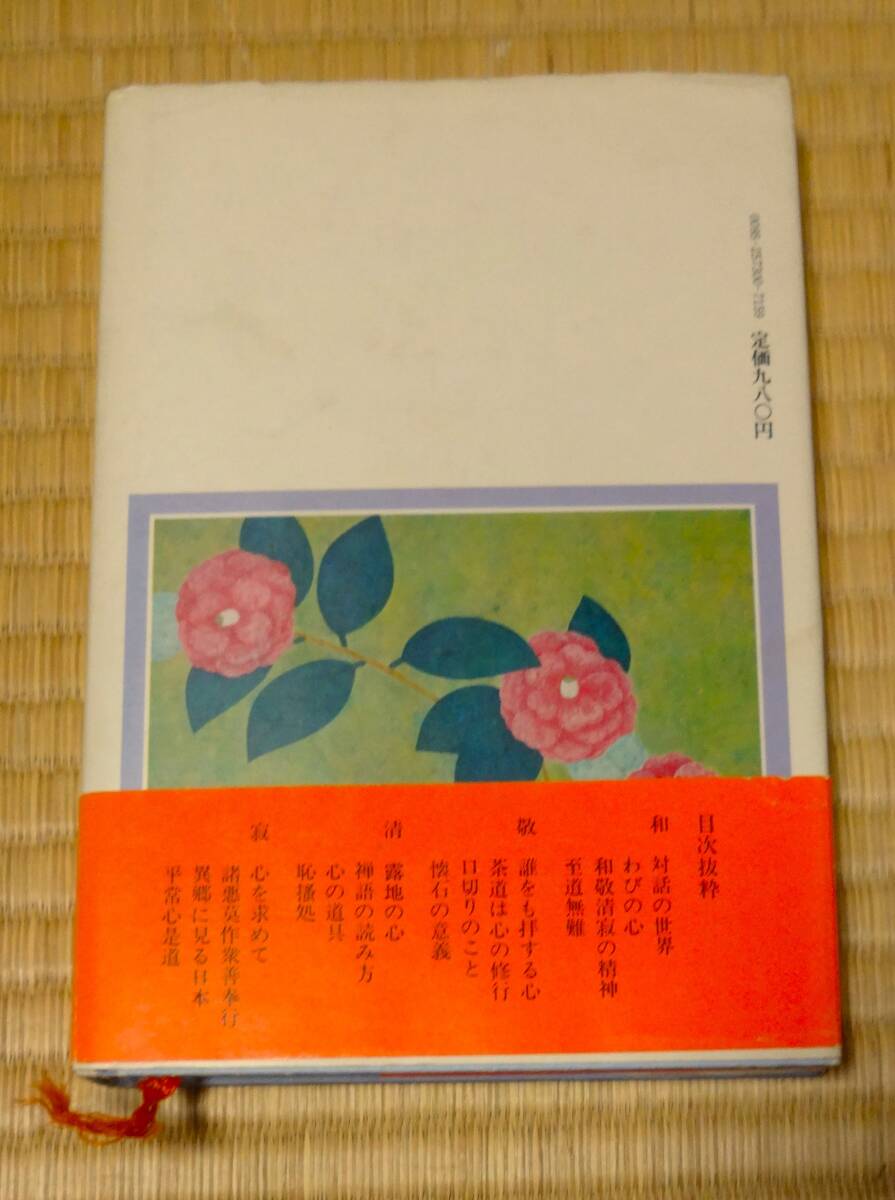 0095-257300-7159 定価九八〇円
目次抜粋
和 対話の世界
わびの心
和敬清寂の精神
至道無難
敬 誰をも拝する心
茶道は心の修行
口切りのこと
懐石の意義
清 露地の心
禅語の読み方
心の道具
恥掻処
寂 心を求めて
諸悪莫作衆善奉行
異郷に見る日本
平常心是道